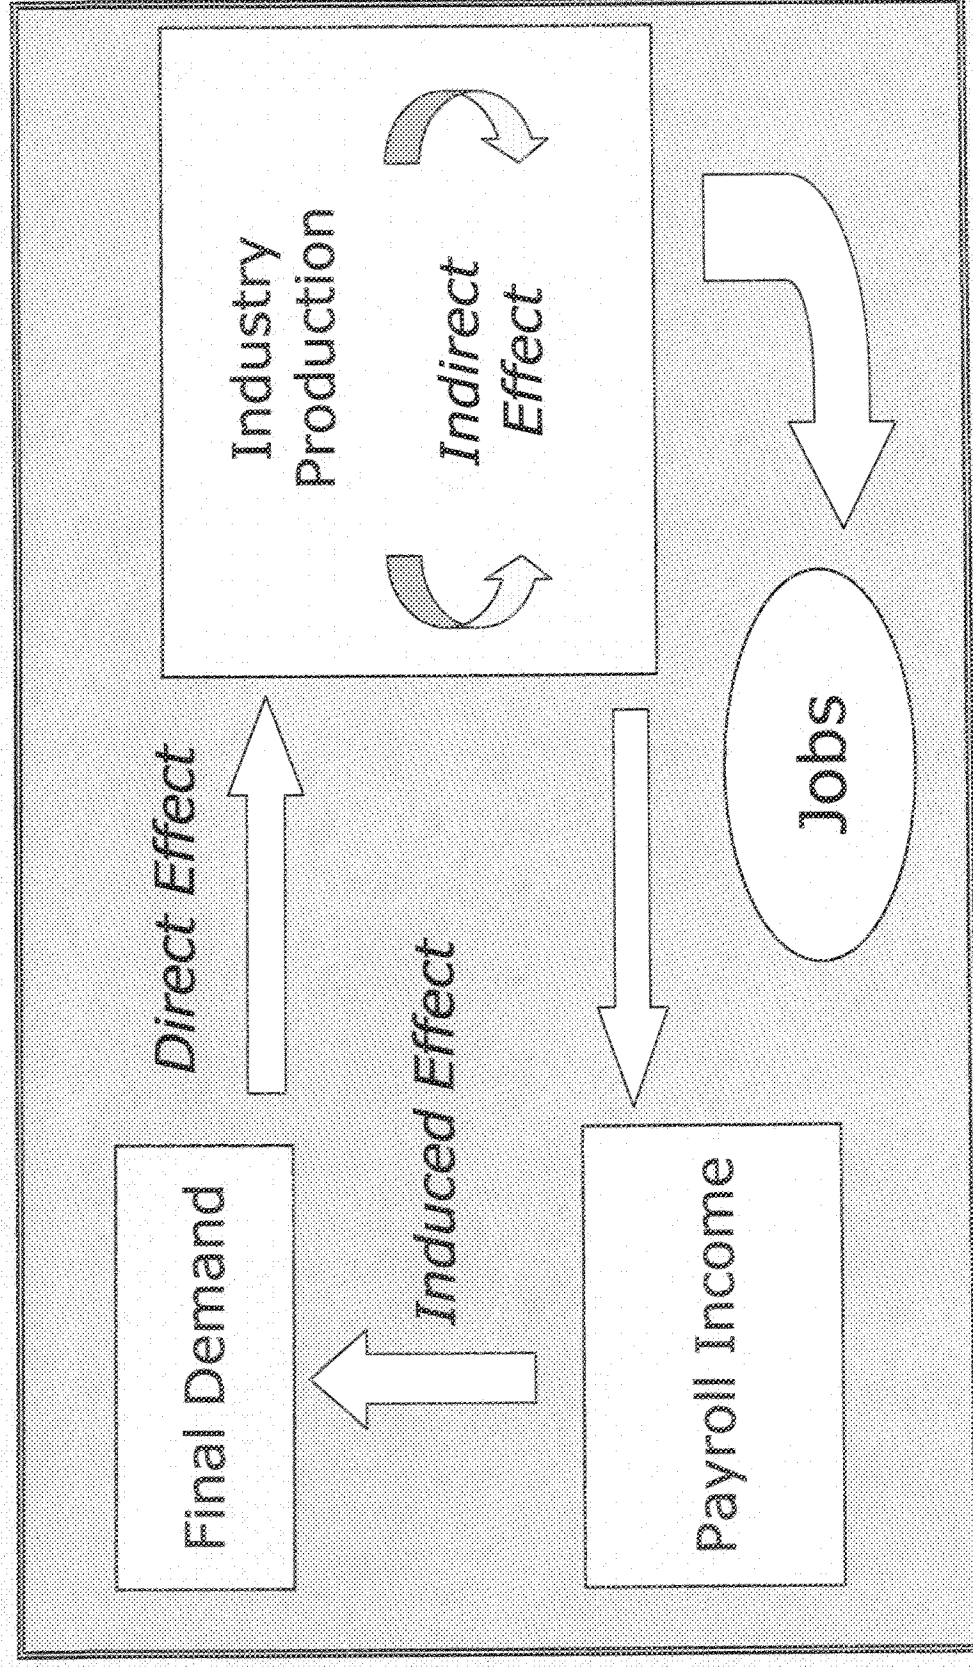 Final Demand
Direct Effect
Industry
Production
Indirect
Effect
Induced Effect
Payroll Income
Jobs